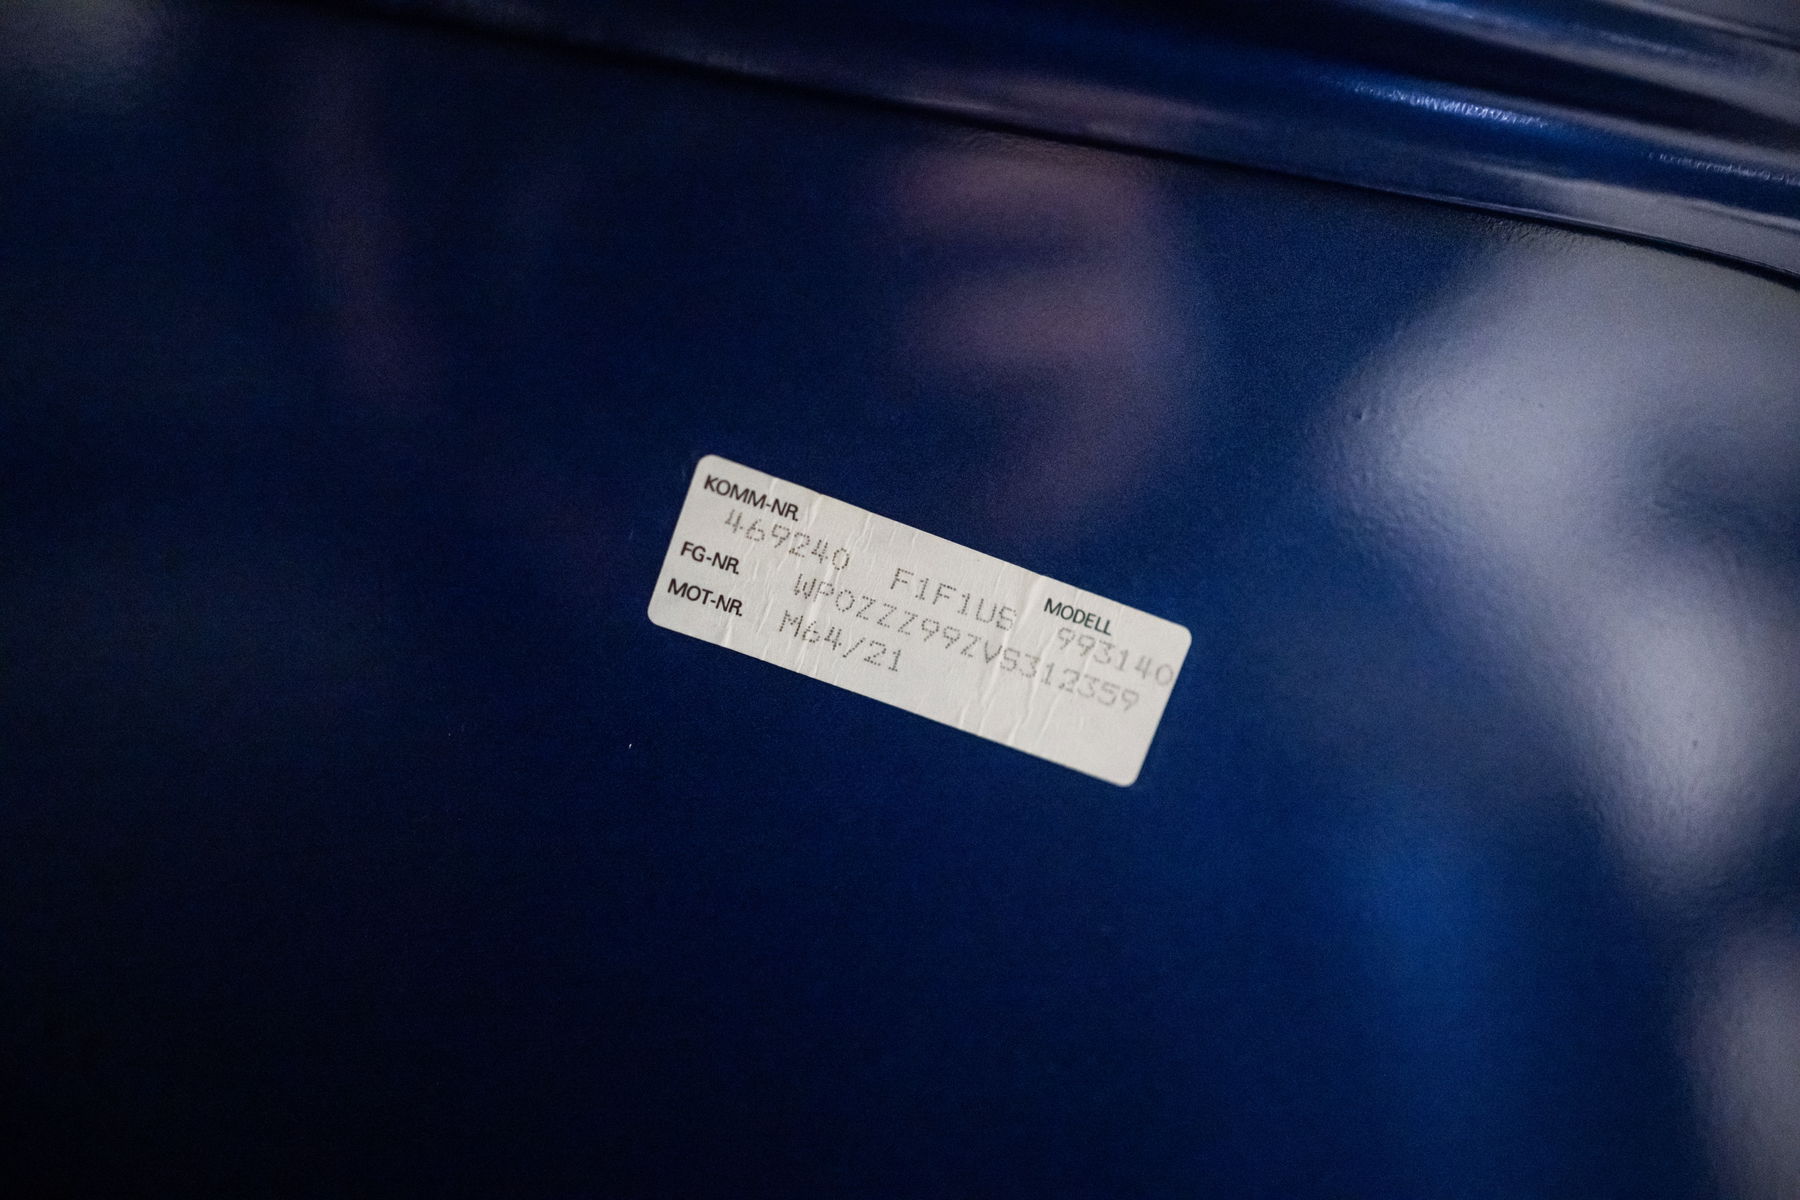 KOMM-NR.
469240 F1F1US MODELL 993140
FG-NR. WP0ZZZ99ZVS312359
MOT-NR. M64/21